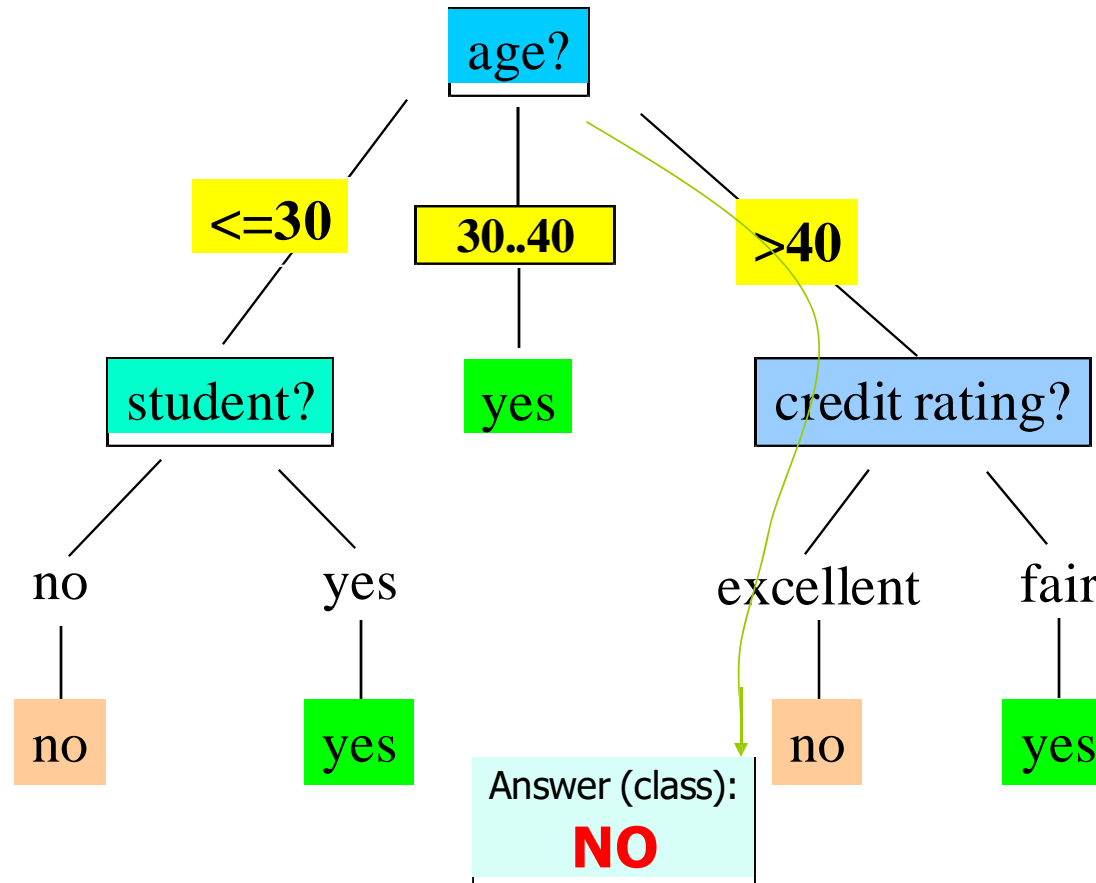 age?
<=30
30..40
>40
student?
yes
credit rating?
no
yes
excellent
fair
no
yes
no
yes
Answer (class):
NO